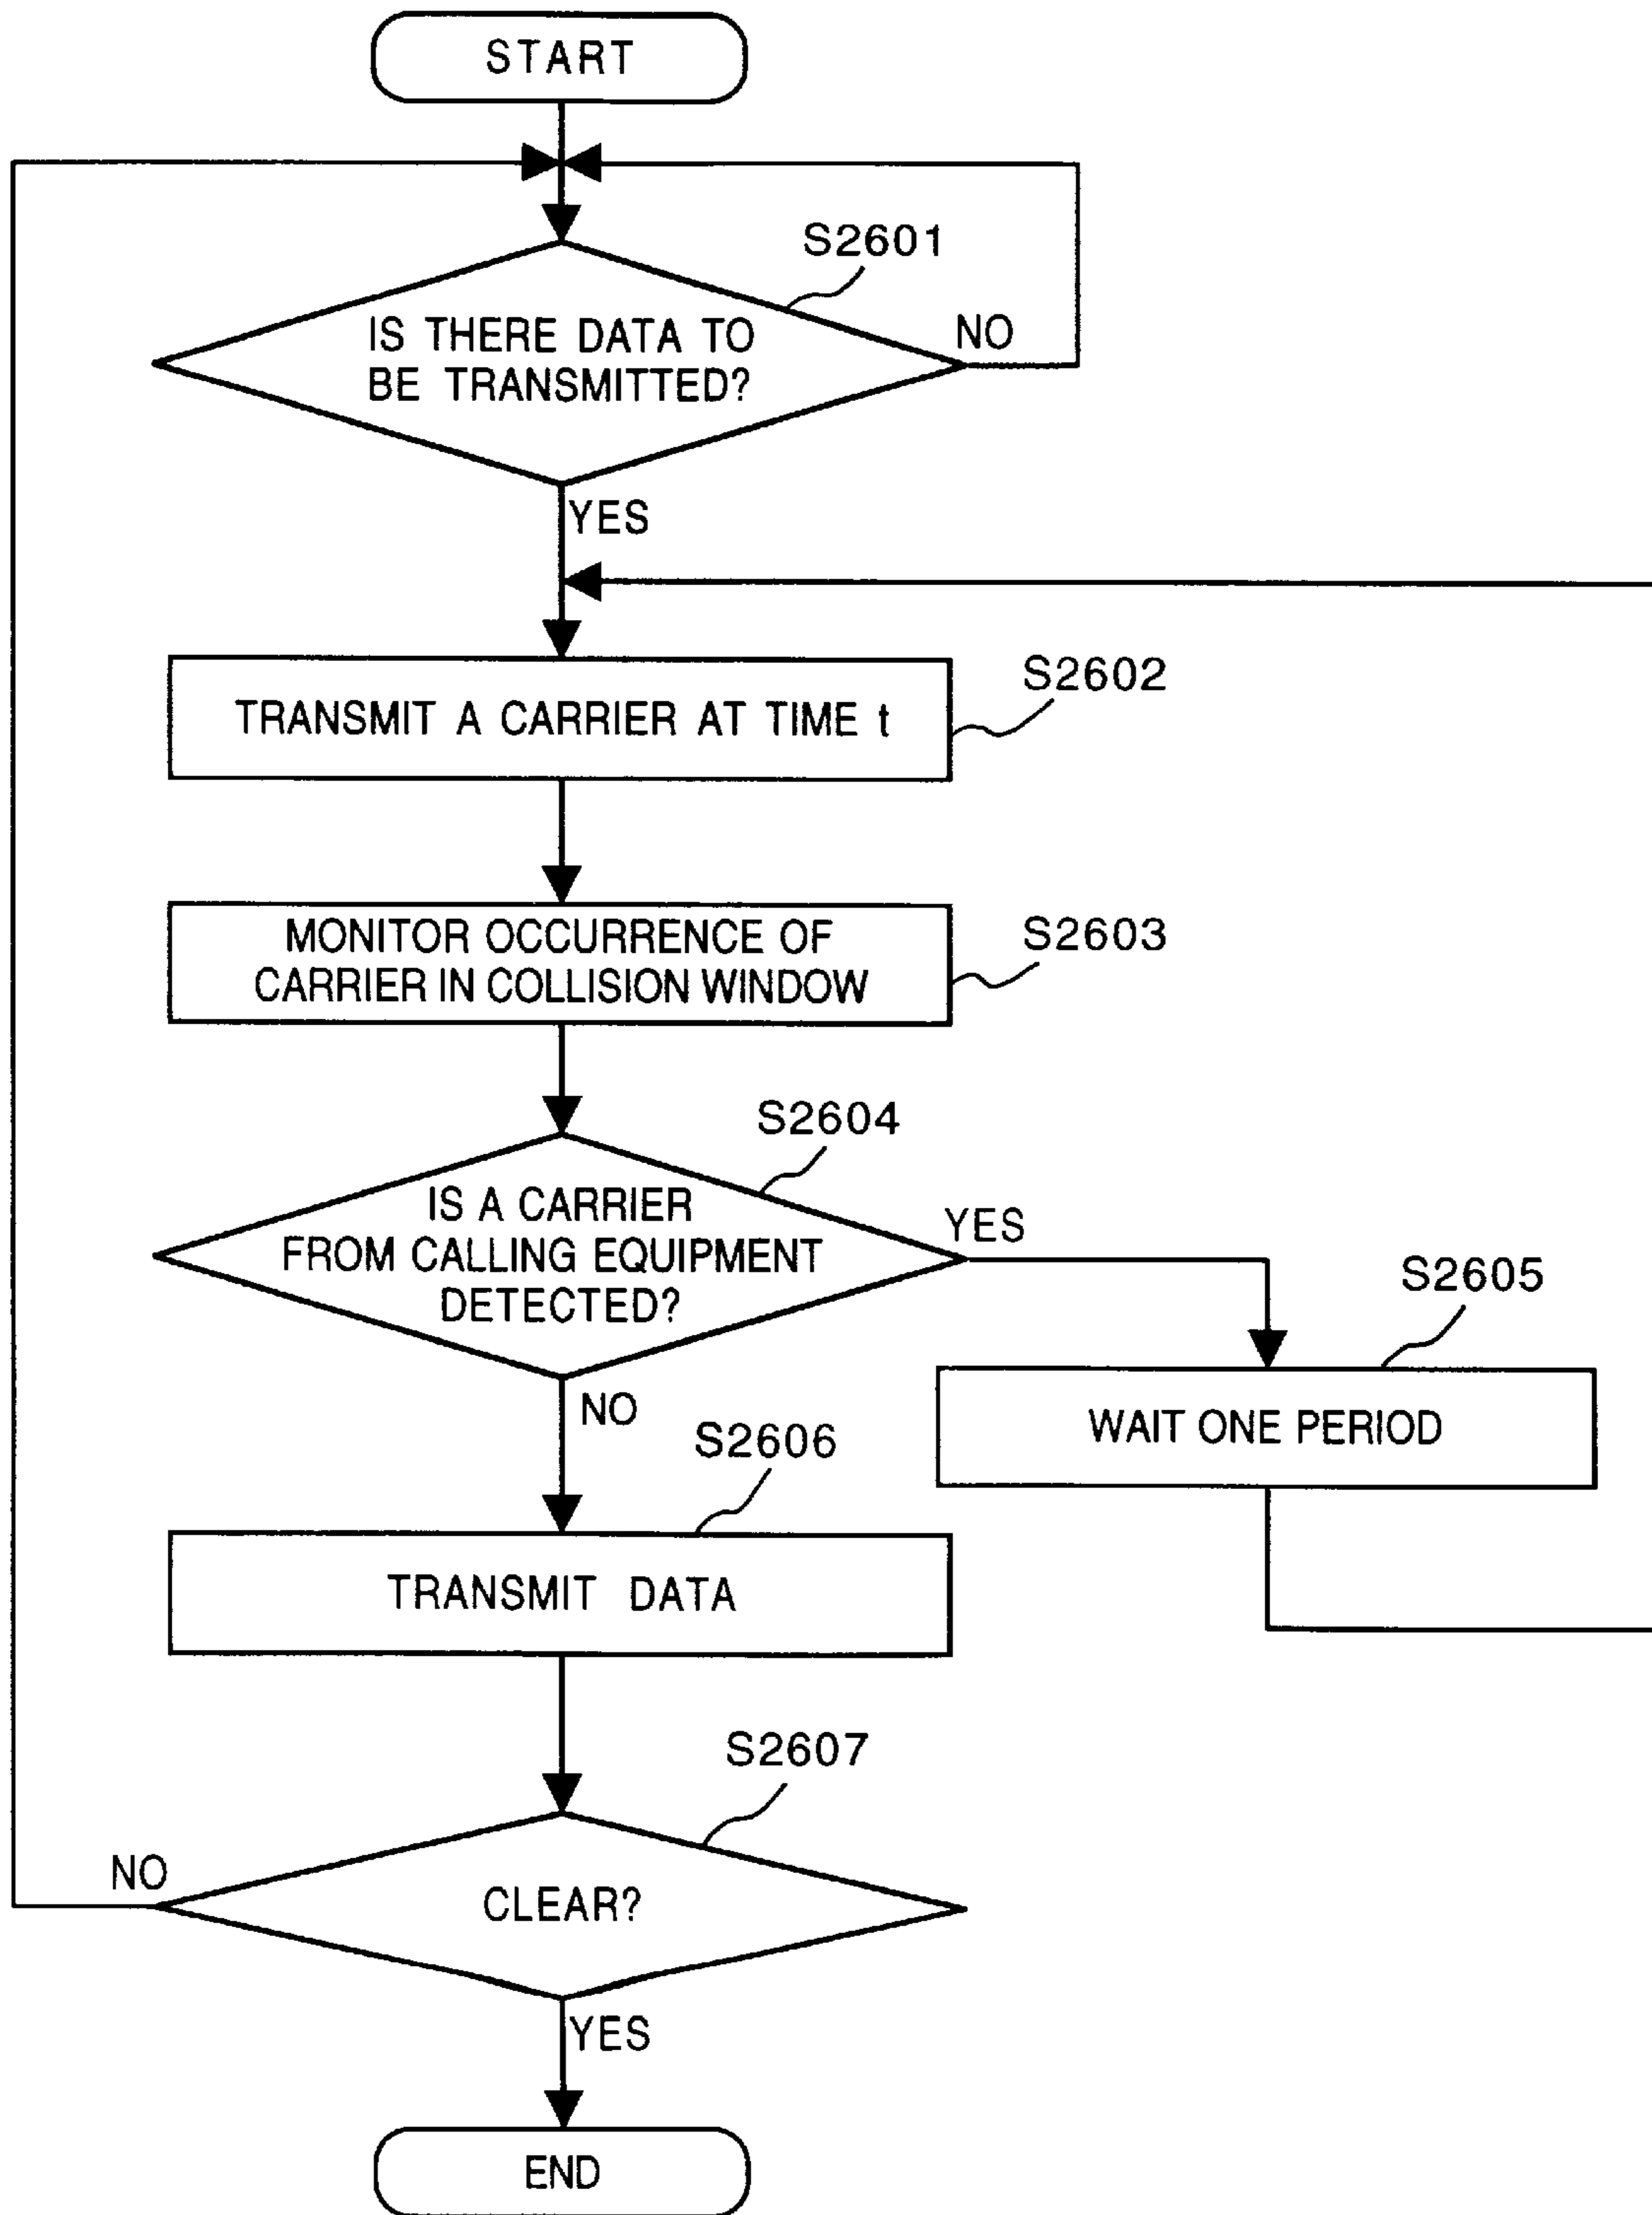 START
S2601
IS THERE DATA TO
BE TRANSMITTED?
NO
YES
S2602
TRANSMIT A CARRIER AT TIME t
MONITOR OCCURRENCE OF
CARRIER IN COLLISION WINDOW
S2603
S2604
IS A CARRIER
FROM CALLING EQUIPMENT
DETECTED?
YES
S2605
WAIT ONE PERIOD
NO
S2606
TRANSMIT DATA
S2607
NO
CLEAR?
YES
END